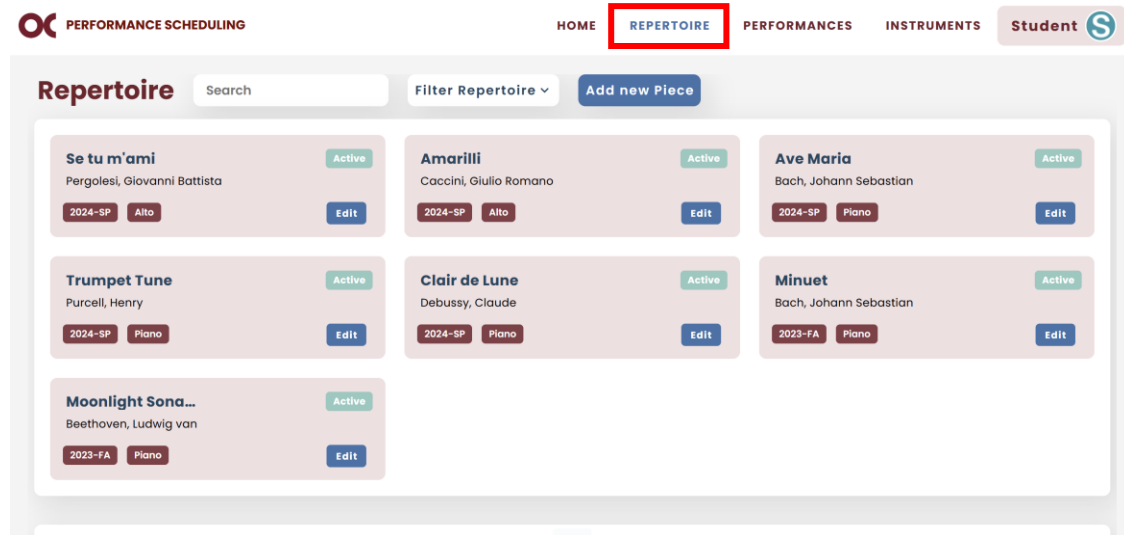 OC PERFORMANCE SCHEDULING HOME REPERTOIRE PERFORMANCES INSTRUMENTS Student S
Repertoire Search Filter Repertoire Add new Piece
Se tu m'ami Active
Pergolesi, Giovanni Battista
2024-SP Alto Edit
Amarilli Active
Caccini, Giulio Romano
2024-SP Alto Edit
Ave Maria Active
Bach, Johann Sebastian
2024-SP Piano Edit
Trumpet Tune Active
Purcell, Henry
2024-SP Piano Edit
Clair de Lune Active
Debussy, Claude
2024-SP Piano Edit
Minuet Active
Bach, Johann Sebastian
2023-FA Piano Edit
Moonlight Sona... Active
Beethoven, Ludwig van
2023-FA Piano Edit